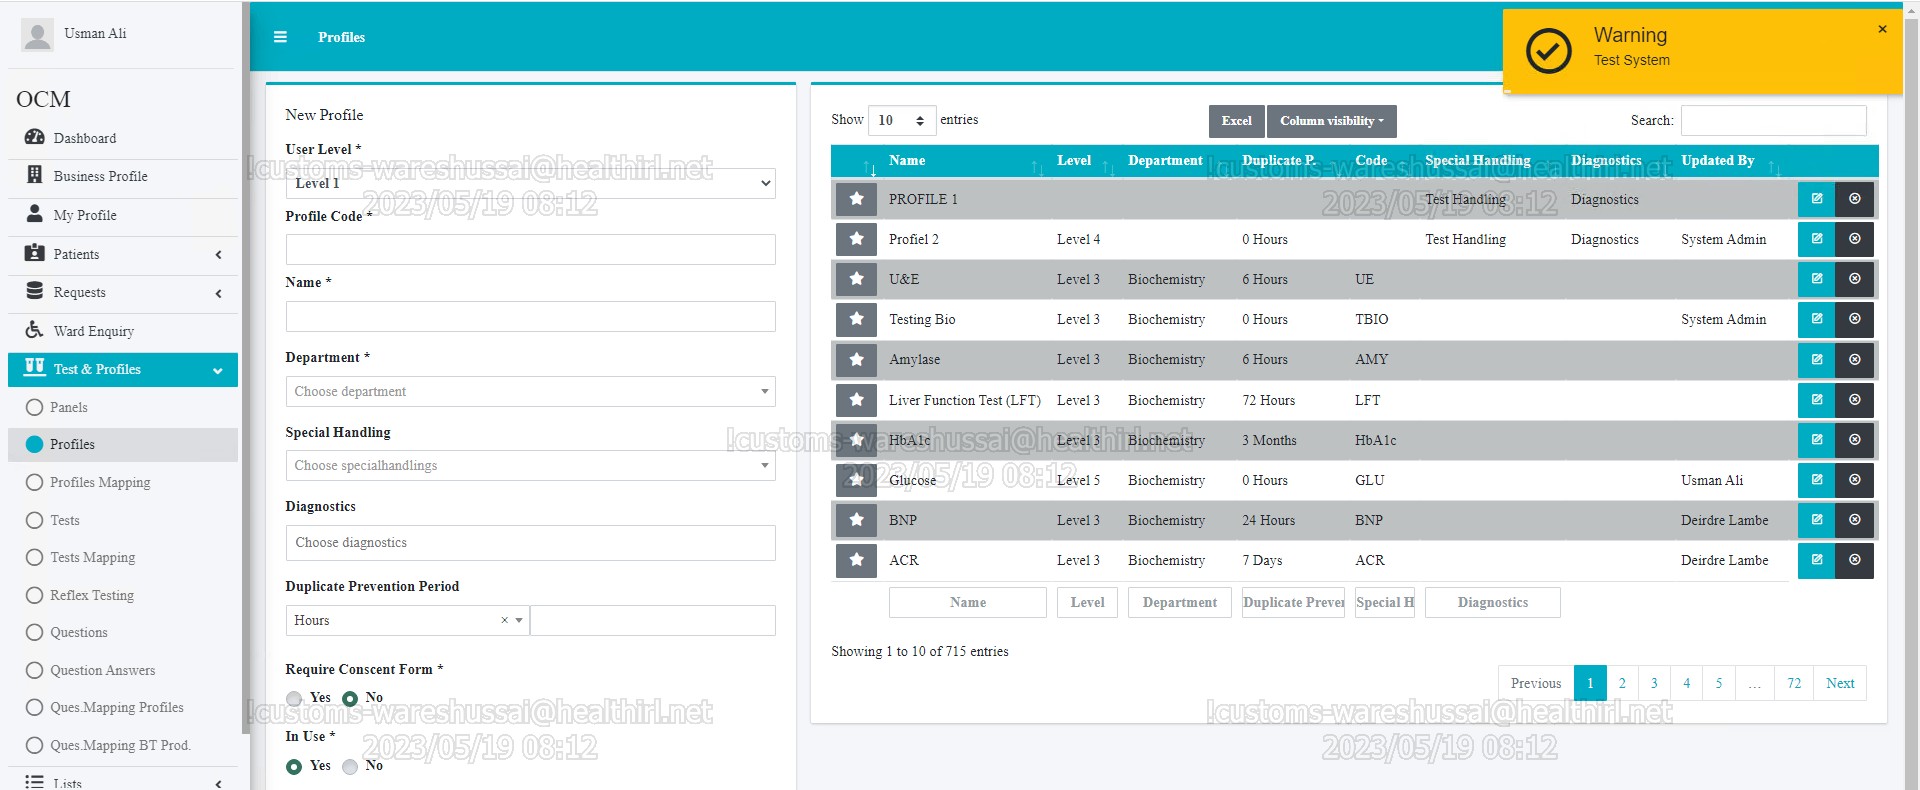 Usman Ali
OCM
Dashboard
Business Profile
My Profile
Patients
Requests
Ward Enquiry
Test & Profiles
Panels
Profiles
Profiles Mapping
Tests
Tests Mapping
Reflex Testing
Questions
Question Answers
Ques.Mapping Profiles
Ques.Mapping BT Prod.
Lists
Profiles
Warning
Test System
×
New Profile
User Level *
Level 1
Profile Code *
Name *
Department *
Choose department
Special Handling
Choose specialhandlings
Diagnostics
Choose diagnostics
Duplicate Prevention Period
Hours ×
Require Conscent Form *
Yes No
In Use *
Yes No
Show 10 entries
Excel Column visibility
Search:
Name Level Department Duplicate P. Code Special Handling Diagnostics Updated By
PROFILE 1 Test Handling Diagnostics
Profiel 2 Level 4 0 Hours Test Handling Diagnostics System Admin
U&E Level 3 Biochemistry 6 Hours UE
Testing Bio Level 3 Biochemistry 0 Hours TBIO System Admin
Amylase Level 3 Biochemistry 6 Hours AMY
Liver Function Test (LFT) Level 3 Biochemistry 72 Hours LFT
HbA1c Level 3 Biochemistry 3 Months HbA1c
Glucose Level 5 Biochemistry 0 Hours GLU Usman Ali
BNP Level 3 Biochemistry 24 Hours BNP Deirdre Lambe
ACR Level 3 Biochemistry 7 Days ACR Deirdre Lambe
Name Level Department Duplicate Prever Special H Diagnostics
Showing 1 to 10 of 715 entries
Previous 1 2 3 4 5 … 72 Next
!customs-wareshussai@healthirl.net
2023/05/19 08:12
!customs-wareshussai@healthirl.net
2023/05/19 08:12
!customs-wareshussai@healthirl.net
2023/05/19 08:12
!customs-wareshussai@healthirl.net
2023/05/19 08:12
!customs-wareshussai@healthirl.net
2023/05/19 08:12